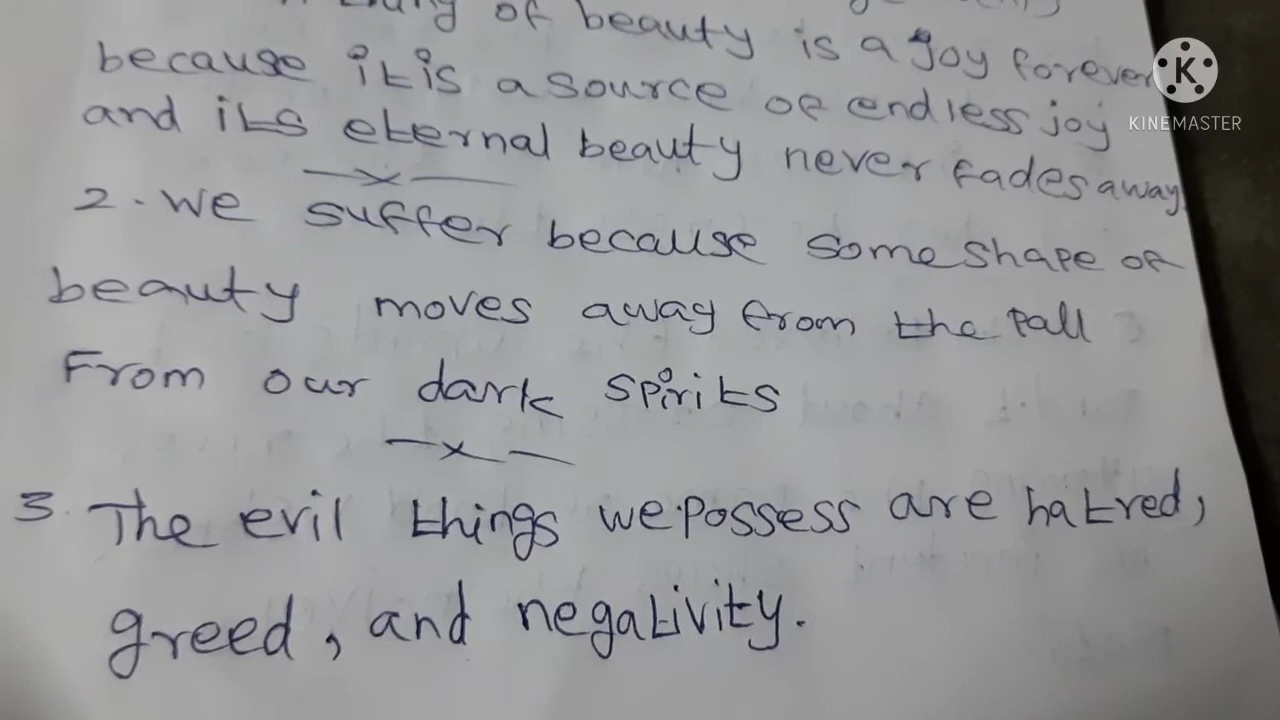 of beauty is a joy forever
because it is a source of endless joy
and its eternal beauty never fades away
2. We suffer because some shape of
beauty moves away from the pall
From our dark spirits
3. The evil things we possess are hatred,
greed, and negativity.
K
KINEMASTER